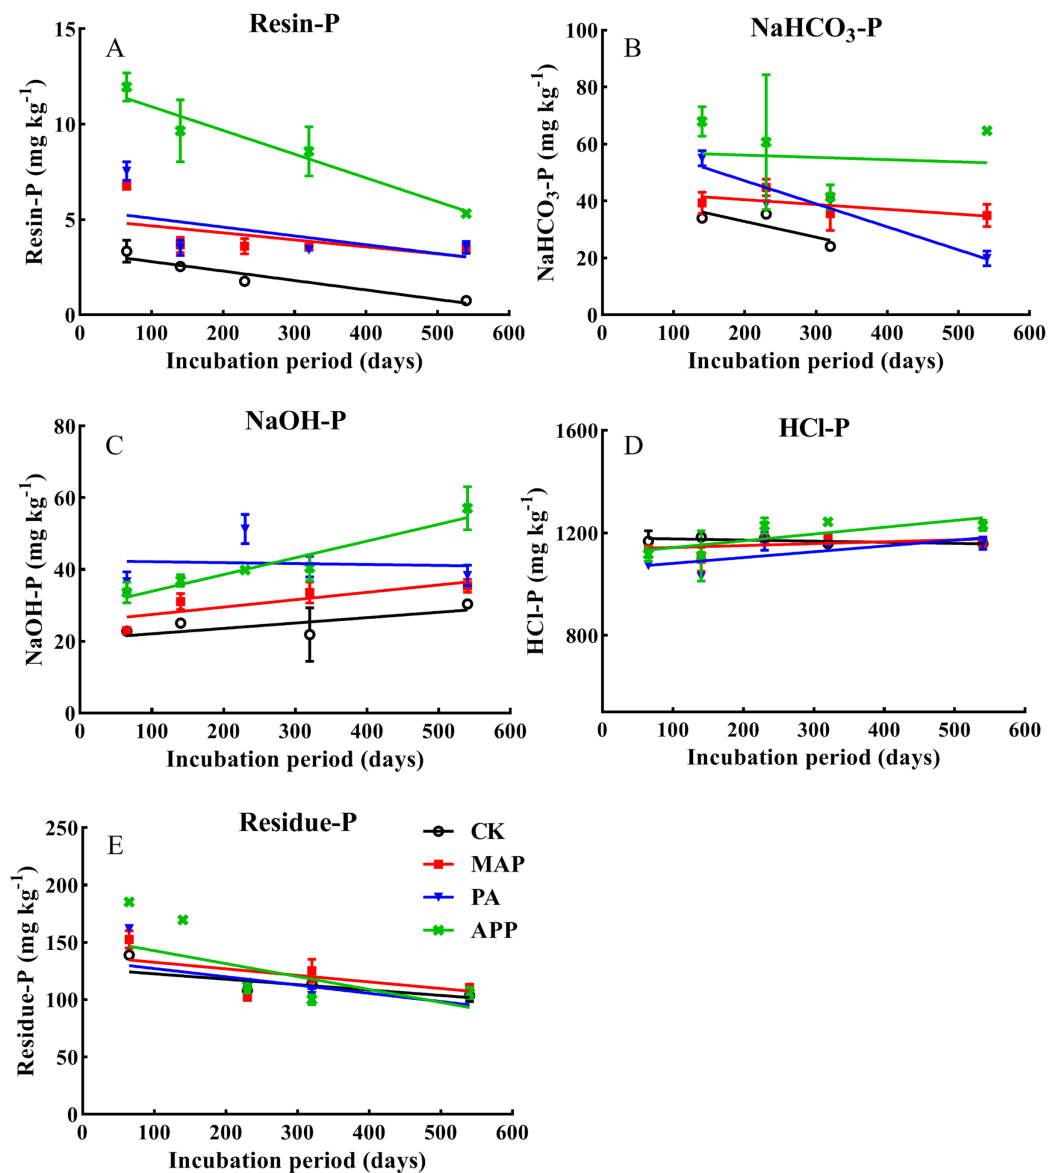 Resin-P
A
Resin-P (mg kg-1)
15
10
5
0
0 100 200 300 400 500 600
Incubation period (days)
NaHCO3-P
B
NaHCO3-P (mg kg-1)
100
80
60
40
20
0
0 100 200 300 400 500 600
Incubation period (days)
NaOH-P
C
NaOH-P (mg kg-1)
80
60
40
20
0
0 100 200 300 400 500 600
Incubation period (days)
HCl-P
D
HCl-P (mg kg-1)
1600
1200
800
0 100 200 300 400 500 600
Incubation period (days)
Residue-P
E
Residue-P (mg kg-1)
250
200
150
100
50
0
0 100 200 300 400 500 600
Incubation period (days)
CK
MAP
PA
APP